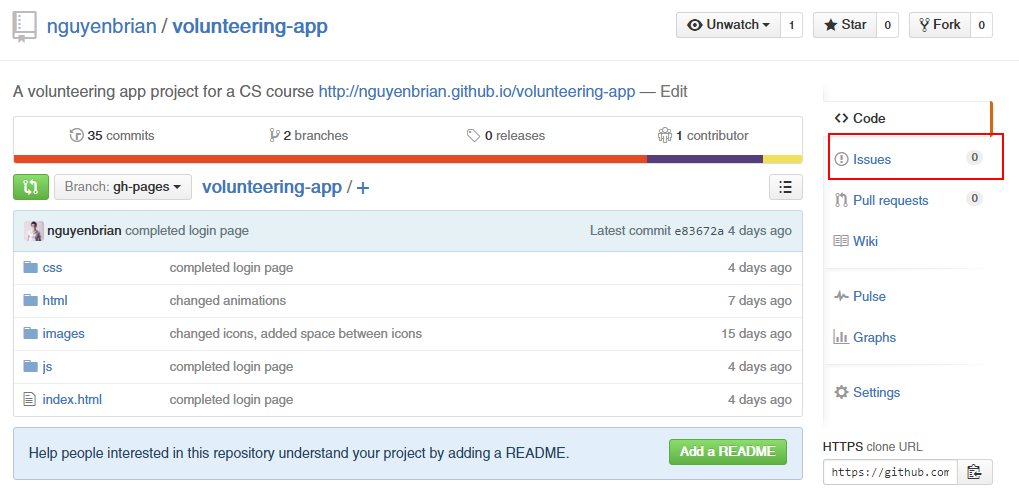 nguyenbrian / volunteering-app
Unwatch 1 Star 0 Fork 0
A volunteering app project for a CS course http://nguyenbrian.github.io/volunteering-app — Edit
35 commits 2 branches 0 releases 1 contributor
Branch: gh-pages volunteering-app / +
nguyenbrian completed login page Latest commit e83672a 4 days ago
css completed login page 4 days ago
html changed animations 7 days ago
images changed icons, added space between icons 15 days ago
js completed login page 4 days ago
index.html completed login page 4 days ago
Help people interested in this repository understand your project by adding a README. Add a README
Code
Issues 0
Pull requests 0
Wiki
Pulse
Graphs
Settings
HTTPS clone URL
https://github.com